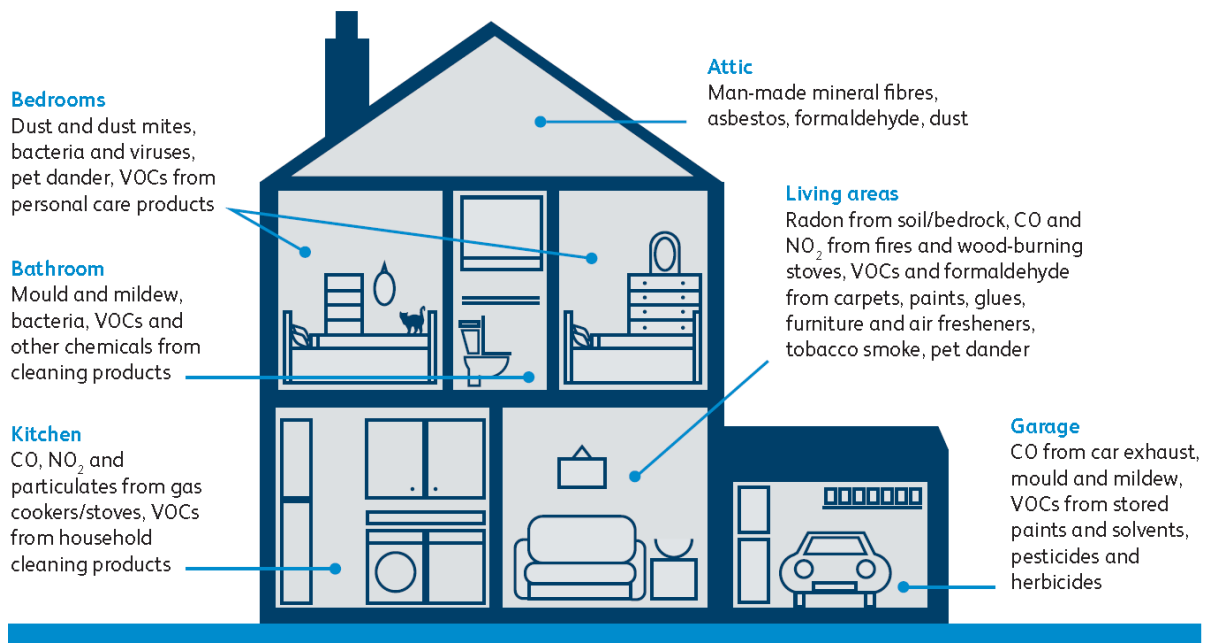 Bedrooms
Dust and dust mites,
bacteria and viruses,
pet dander, VOCs from
personal care products
Bathroom
Mould and mildew,
bacteria, VOCs and
other chemicals from
cleaning products
Kitchen
CO, NO₂ and
particulates from gas
cookers/stoves, VOCs
from household
cleaning products
Attic
Man-made mineral fibres,
asbestos, formaldehyde, dust
Living areas
Radon from soil/bedrock, CO and
NO₂ from fires and wood-burning
stoves, VOCs and formaldehyde
from carpets, paints, glues,
furniture and air fresheners,
tobacco smoke, pet dander
Garage
CO from car exhaust,
mould and mildew,
VOCs from stored
paints and solvents,
pesticides and
herbicides